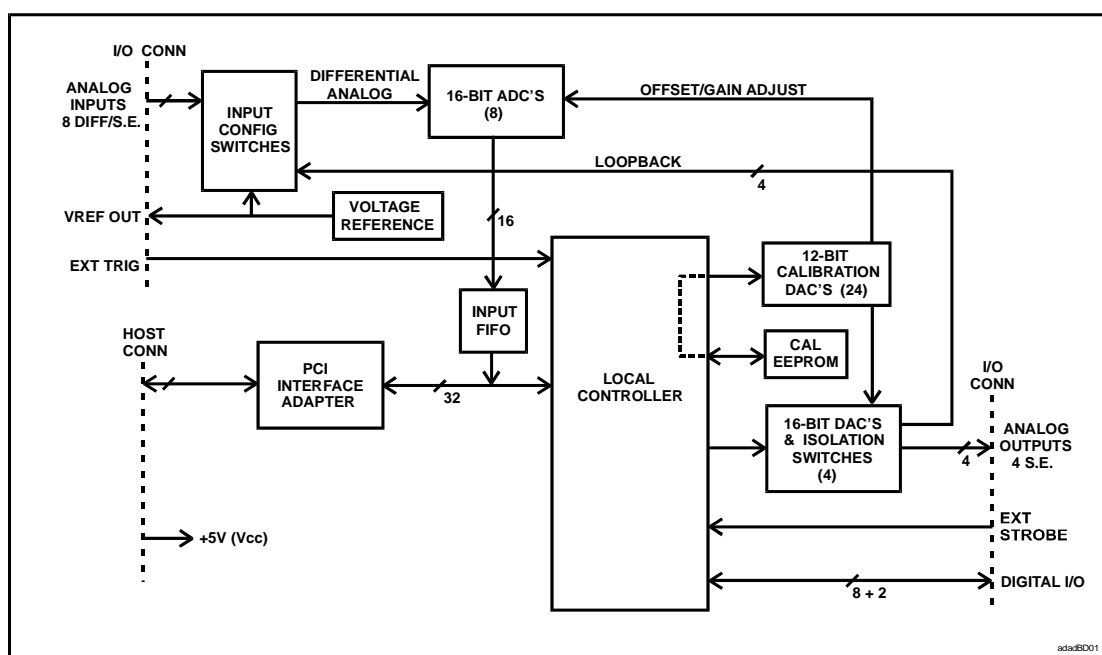 I/O CONN
ANALOG
INPUTS
8 DIFF/S.E.
INPUT
CONFIG
SWITCHES
DIFFERENTIAL
ANALOG
16-BIT ADC'S
(8)
OFFSET/GAIN ADJUST
LOOPBACK
4
VREF OUT
VOLTAGE
REFERENCE
16
EXT TRIG
12-BIT
CALIBRATION
DAC'S (24)
INPUT
FIFO
CAL
EEPROM
HOST
CONN
PCI
INTERFACE
ADAPTER
32
LOCAL
CONTROLLER
I/O
CONN
16-BIT DAC'S
& ISOLATION
SWITCHES
(4)
4
ANALOG
OUTPUTS
4 S.E.
+5V (Vcc)
EXT
STROBE
8 + 2
DIGITAL I/O
adadBD01